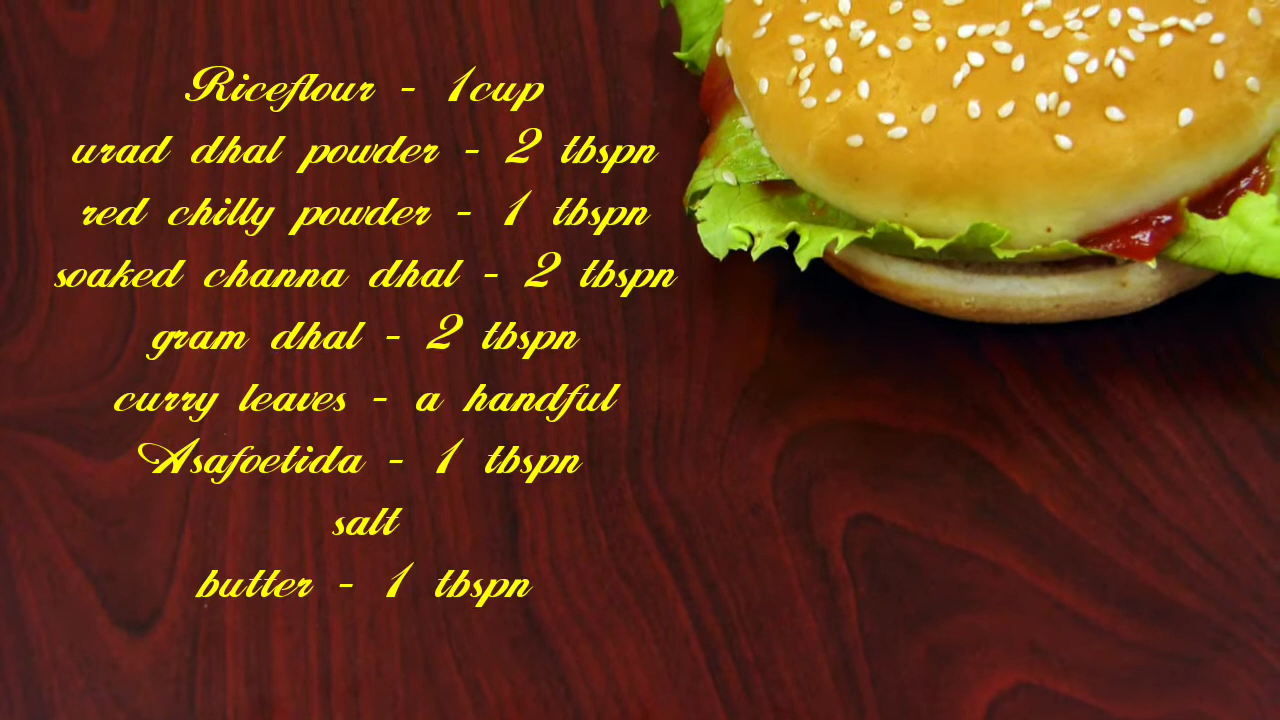 Riceflour - 1cup
urad dhal powder - 2 tbspn
red chilly powder - 1 tbspn
soaked channa dhal - 2 tbspn
gram dhal - 2 tbspn
curry leaves - a handful
Asafoetida - 1 tbspn
salt
butter - 1 tbspn